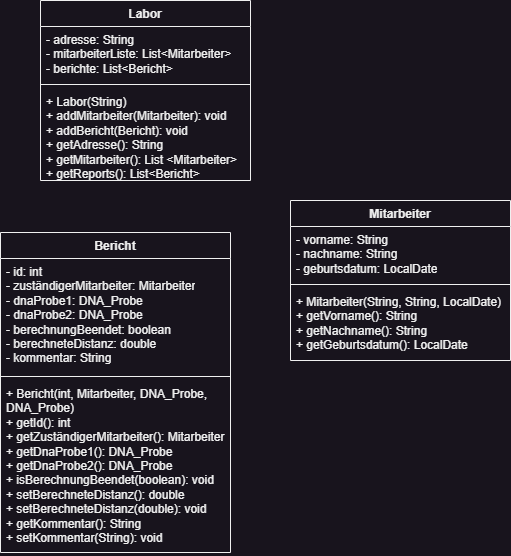 Labor
- adresse: String
- mitarbeiterListe: List<Mitarbeiter>
- berichte: List<Bericht>
+ Labor(String)
+ addMitarbeiter(Mitarbeiter): void
+ addBericht(Bericht): void
+ getAdresse(): String
+ getMitarbeiter(): List <Mitarbeiter>
+ getReports(): List<Bericht>
Mitarbeiter
- vorname: String
- nachname: String
- geburtsdatum: LocalDate
+ Mitarbeiter(String, String, LocalDate)
+ getVorname(): String
+ getNachname(): String
+ getGeburtsdatum(): LocalDate
Bericht
- id: int
- zuständigerMitarbeiter: Mitarbeiter
- dnaProbe1: DNA_Probe
- dnaProbe2: DNA_Probe
- berechnungBeendet: boolean
- berechneteDistanz: double
- kommentar: String
+ Bericht(int, Mitarbeiter, DNA_Probe,
DNA_Probe)
+ getId(): int
+ getZuständigerMitarbeiter(): Mitarbeiter
+ getDnaProbe1(): DNA_Probe
+ getDnaProbe2(): DNA_Probe
+ isBerechnungBeendet(boolean): void
+ setBerechneteDistanz(): double
+ setBerechneteDistanz(double): void
+ getKommentar(): String
+ setKommentar(String): void